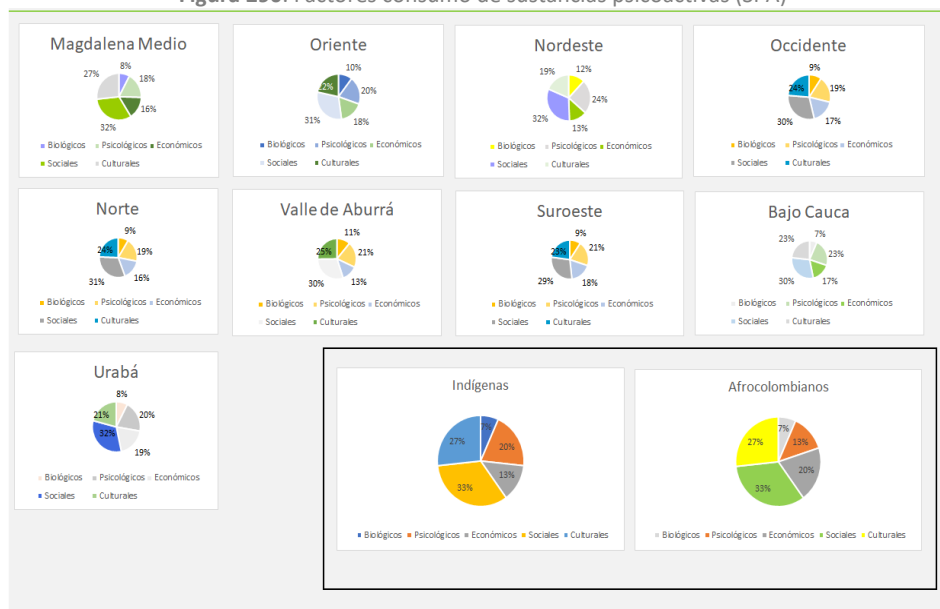 Figura 290. Factores consumo de sustancias psicoactivas (SPA)
Magdalena Medio
8%
18%
16%
32%
27%
Biológicos Psicológicos Económicos
Sociales Culturales
Oriente
10%
20%
18%
31%
22%
Biológicos Psicológicos Económicos
Sociales Culturales
Nordeste
12%
24%
13%
32%
19%
Biológicos Psicológicos Económicos
Sociales Culturales
Occidente
9%
19%
17%
30%
24%
Biológicos Psicológicos Económicos
Sociales Culturales
Norte
9%
19%
16%
31%
24%
Biológicos Psicológicos Económicos
Sociales Culturales
Valle de Aburrá
11%
21%
13%
30%
25%
Biológicos Psicológicos Económicos
Sociales Culturales
Suroeste
9%
21%
18%
29%
23%
Biológicos Psicológicos Económicos
Sociales Culturales
Bajo Cauca
7%
23%
17%
30%
23%
Biológicos Psicológicos Económicos
Sociales Culturales
Urabá
8%
20%
19%
32%
21%
Biológicos Psicológicos Económicos
Sociales Culturales
Indígenas
7%
20%
13%
33%
27%
Biológicos Psicológicos Económicos Sociales Culturales
Afrocolombianos
7%
13%
20%
33%
27%
Biológicos Psicológicos Económicos Sociales Culturales